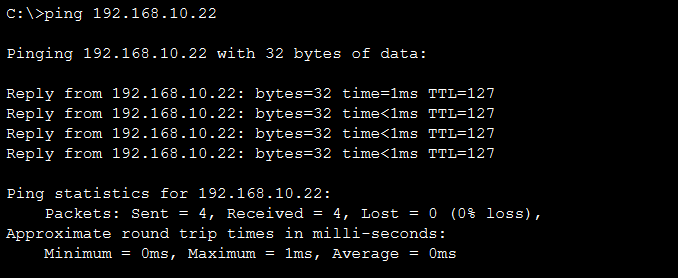 C:\>ping 192.168.10.22
Pinging 192.168.10.22 with 32 bytes of data:
Reply from 192.168.10.22: bytes=32 time=1ms TTL=127
Reply from 192.168.10.22: bytes=32 time<1ms TTL=127
Reply from 192.168.10.22: bytes=32 time<1ms TTL=127
Reply from 192.168.10.22: bytes=32 time<1ms TTL=127
Ping statistics for 192.168.10.22:
    Packets: Sent = 4, Received = 4, Lost = 0 (0% loss),
Approximate round trip times in milli-seconds:
    Minimum = 0ms, Maximum = 1ms, Average = 0ms